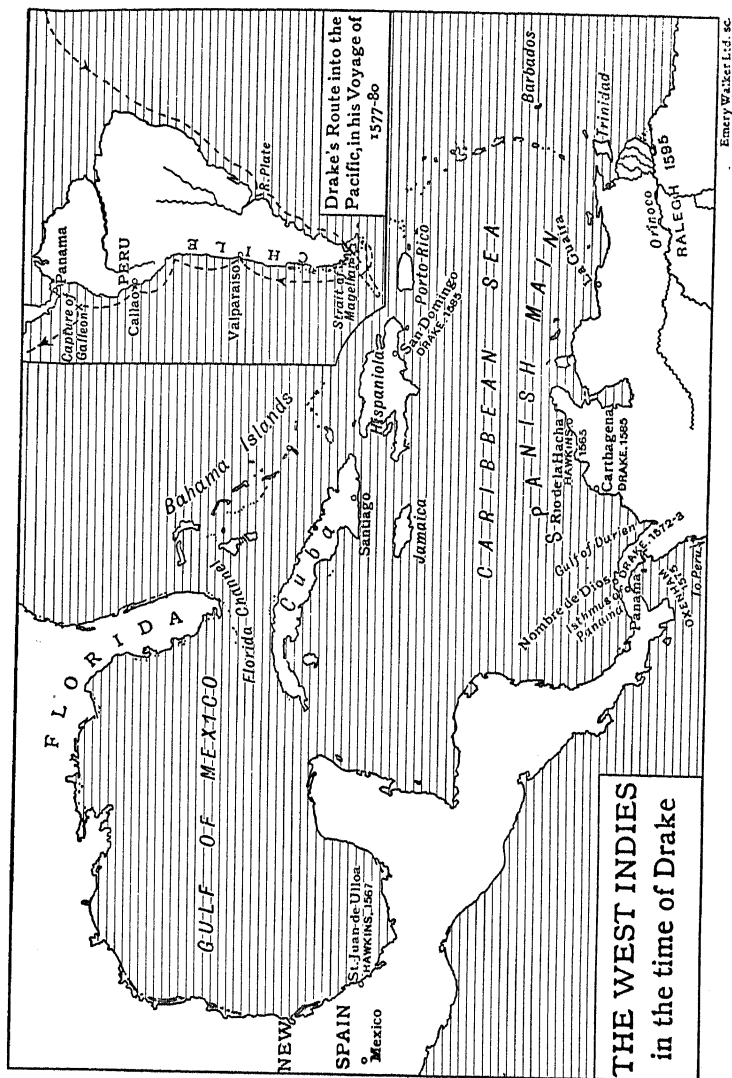 THE WEST INDIES
in the time of Drake
Drake's Route into the
Pacific, in his Voyage of
1577-80
Panama
Capture of
Galleon
PERU
Callao
CHILE
Valparaiso
R. Plate
Strait of
Magellan
FLORIDA
GULF OF MEXICO
Florida Channel
Bahama Islands
Cuba
Santiago
Jamaica
Hispaniola
San Domingo
DRAKE.1585
Porto-Rico
CARIBBEAN SEA
SPANISH MAIN
Barbados
Trinidad
La Guaira
Orinoco
RALEGH 1595
Rio de la Hacha
HAWKINS
1565
Carthagena
DRAKE.1585
Gulf of Darien
Nombre de Dios
DRAKE.1572-3
Isthmus of
Panama
Panama
OXENHAM
1575
To Peru
St. Juan-de-Ulloa
HAWKINS, 1567
NEW
SPAIN
Mexico
Emery Walker Ltd. sc.